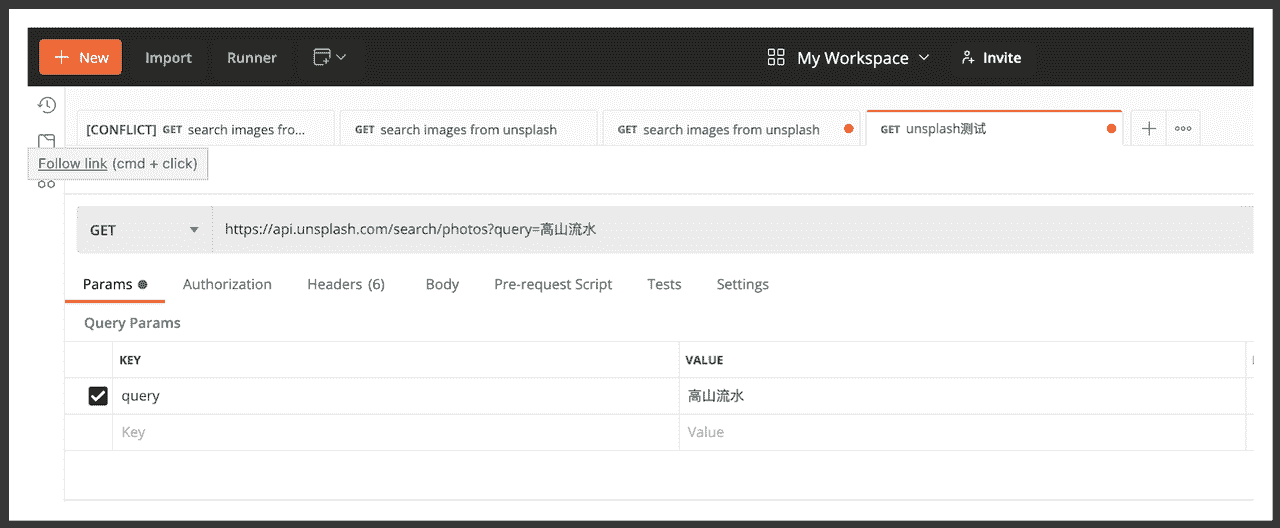 New Import Runner My Workspace Invite
[CONFLICT] GET search images fro... GET search images from unsplash GET search images from unsplash GET unsplash测试
Follow link (cmd + click)
GET https://api.unsplash.com/search/photos?query=高山流水
Params Authorization Headers (6) Body Pre-request Script Tests Settings
Query Params
KEY VALUE
query 高山流水
Key Value